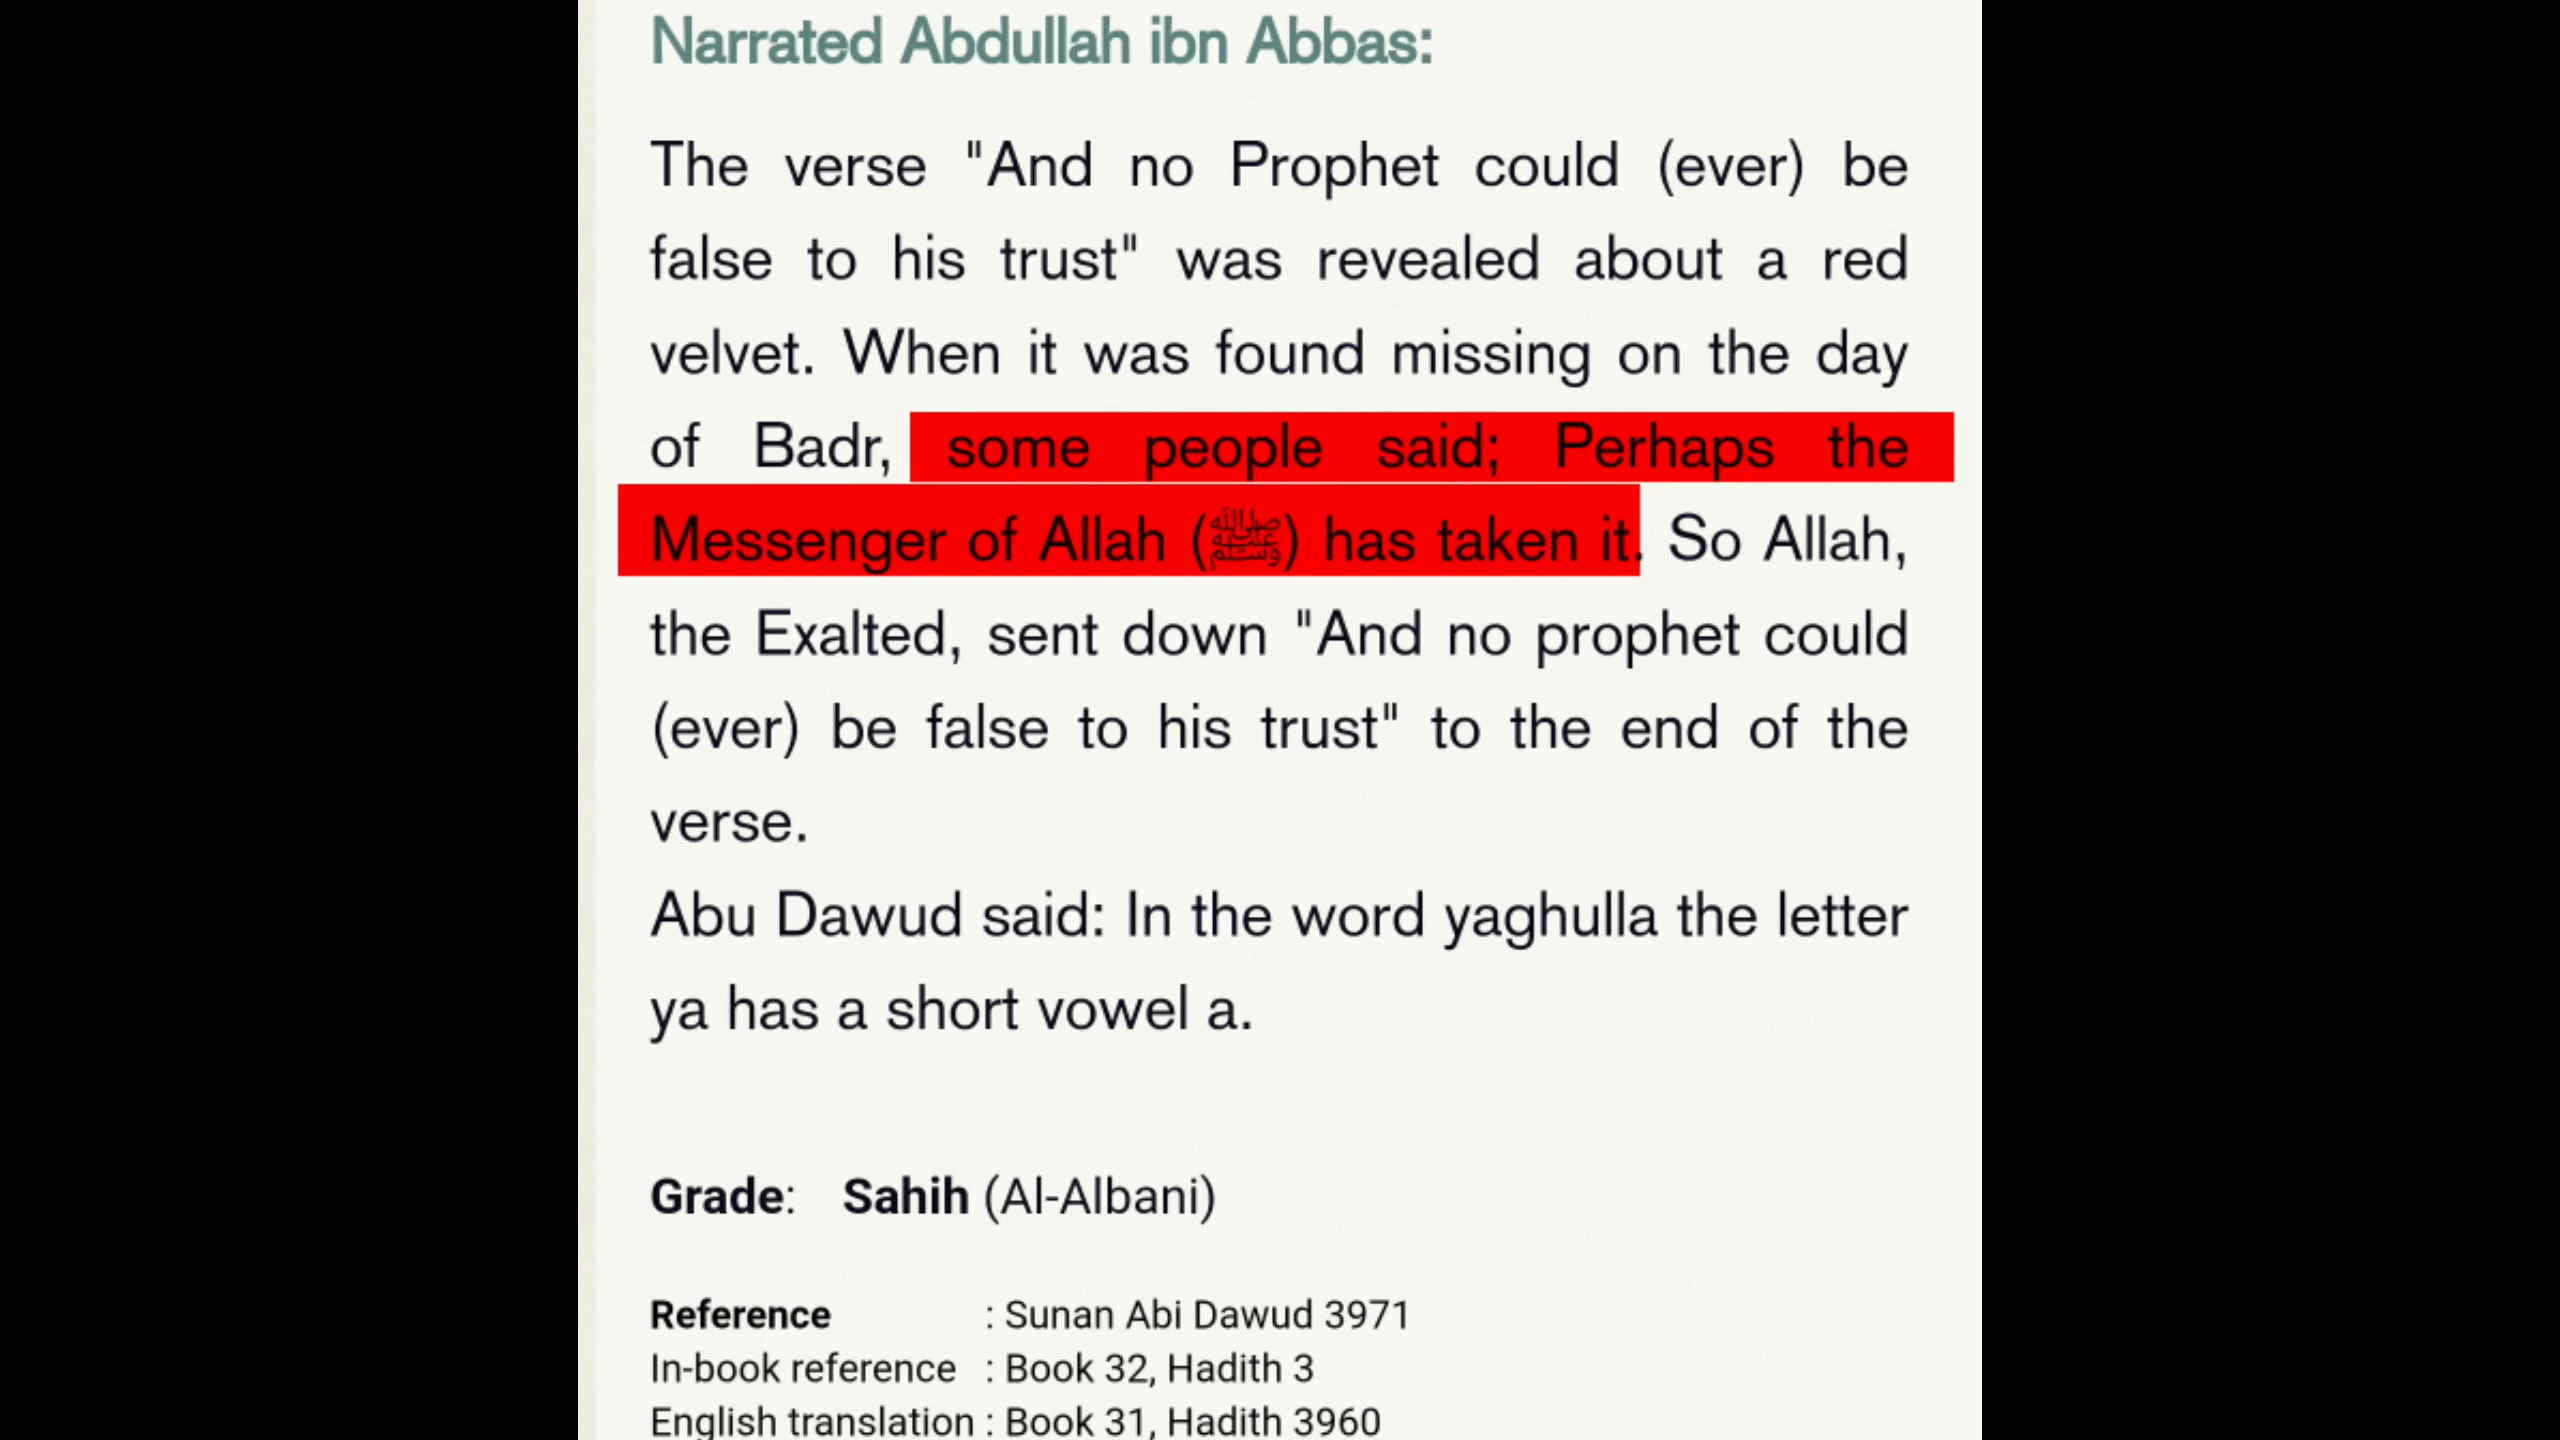 Narrated Abdullah ibn Abbas:
The verse "And no Prophet could (ever) be
false to his trust" was revealed about a red
velvet. When it was found missing on the day
of Badr, some people said; Perhaps the
Messenger of Allah (ﷺ) has taken it. So Allah,
the Exalted, sent down "And no prophet could
(ever) be false to his trust" to the end of the
verse.
Abu Dawud said: In the word yaghulla the letter
ya has a short vowel a.
Grade: Sahih (Al-Albani)
Reference : Sunan Abi Dawud 3971
In-book reference : Book 32, Hadith 3
English translation : Book 31, Hadith 3960